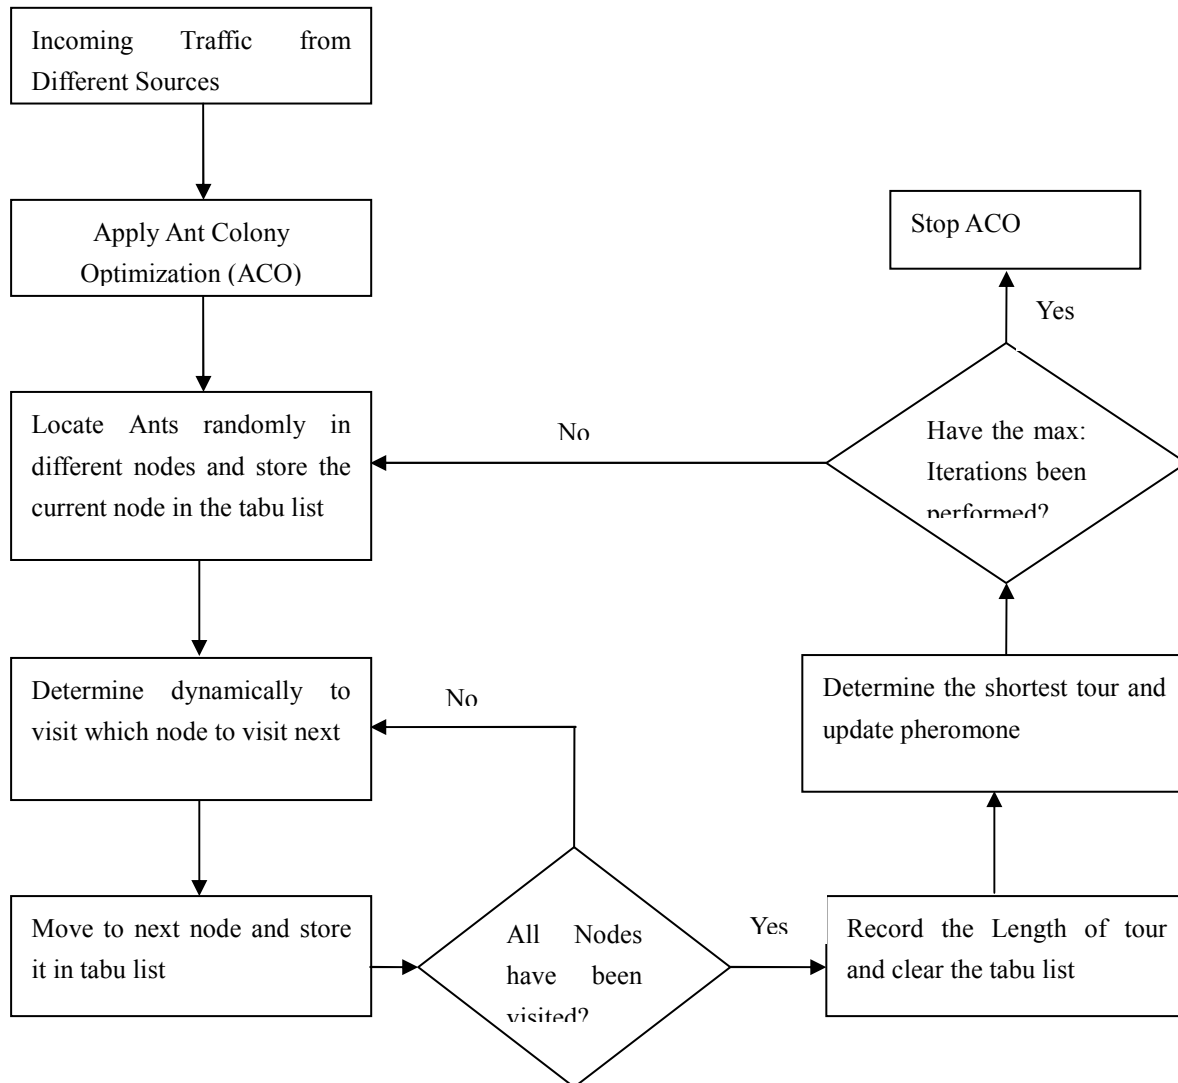 Incoming Traffic from
Different Sources
Apply Ant Colony
Optimization (ACO)
Locate Ants randomly in
different nodes and store the
current node in the tabu list
Determine dynamically to
visit which node to visit next
Move to next node and store
it in tabu list
No
All Nodes
have been
visited?
Yes
Record the Length of tour
and clear the tabu list
Determine the shortest tour and
update pheromone
Have the max:
Iterations been
performed?
No
Yes
Stop ACO